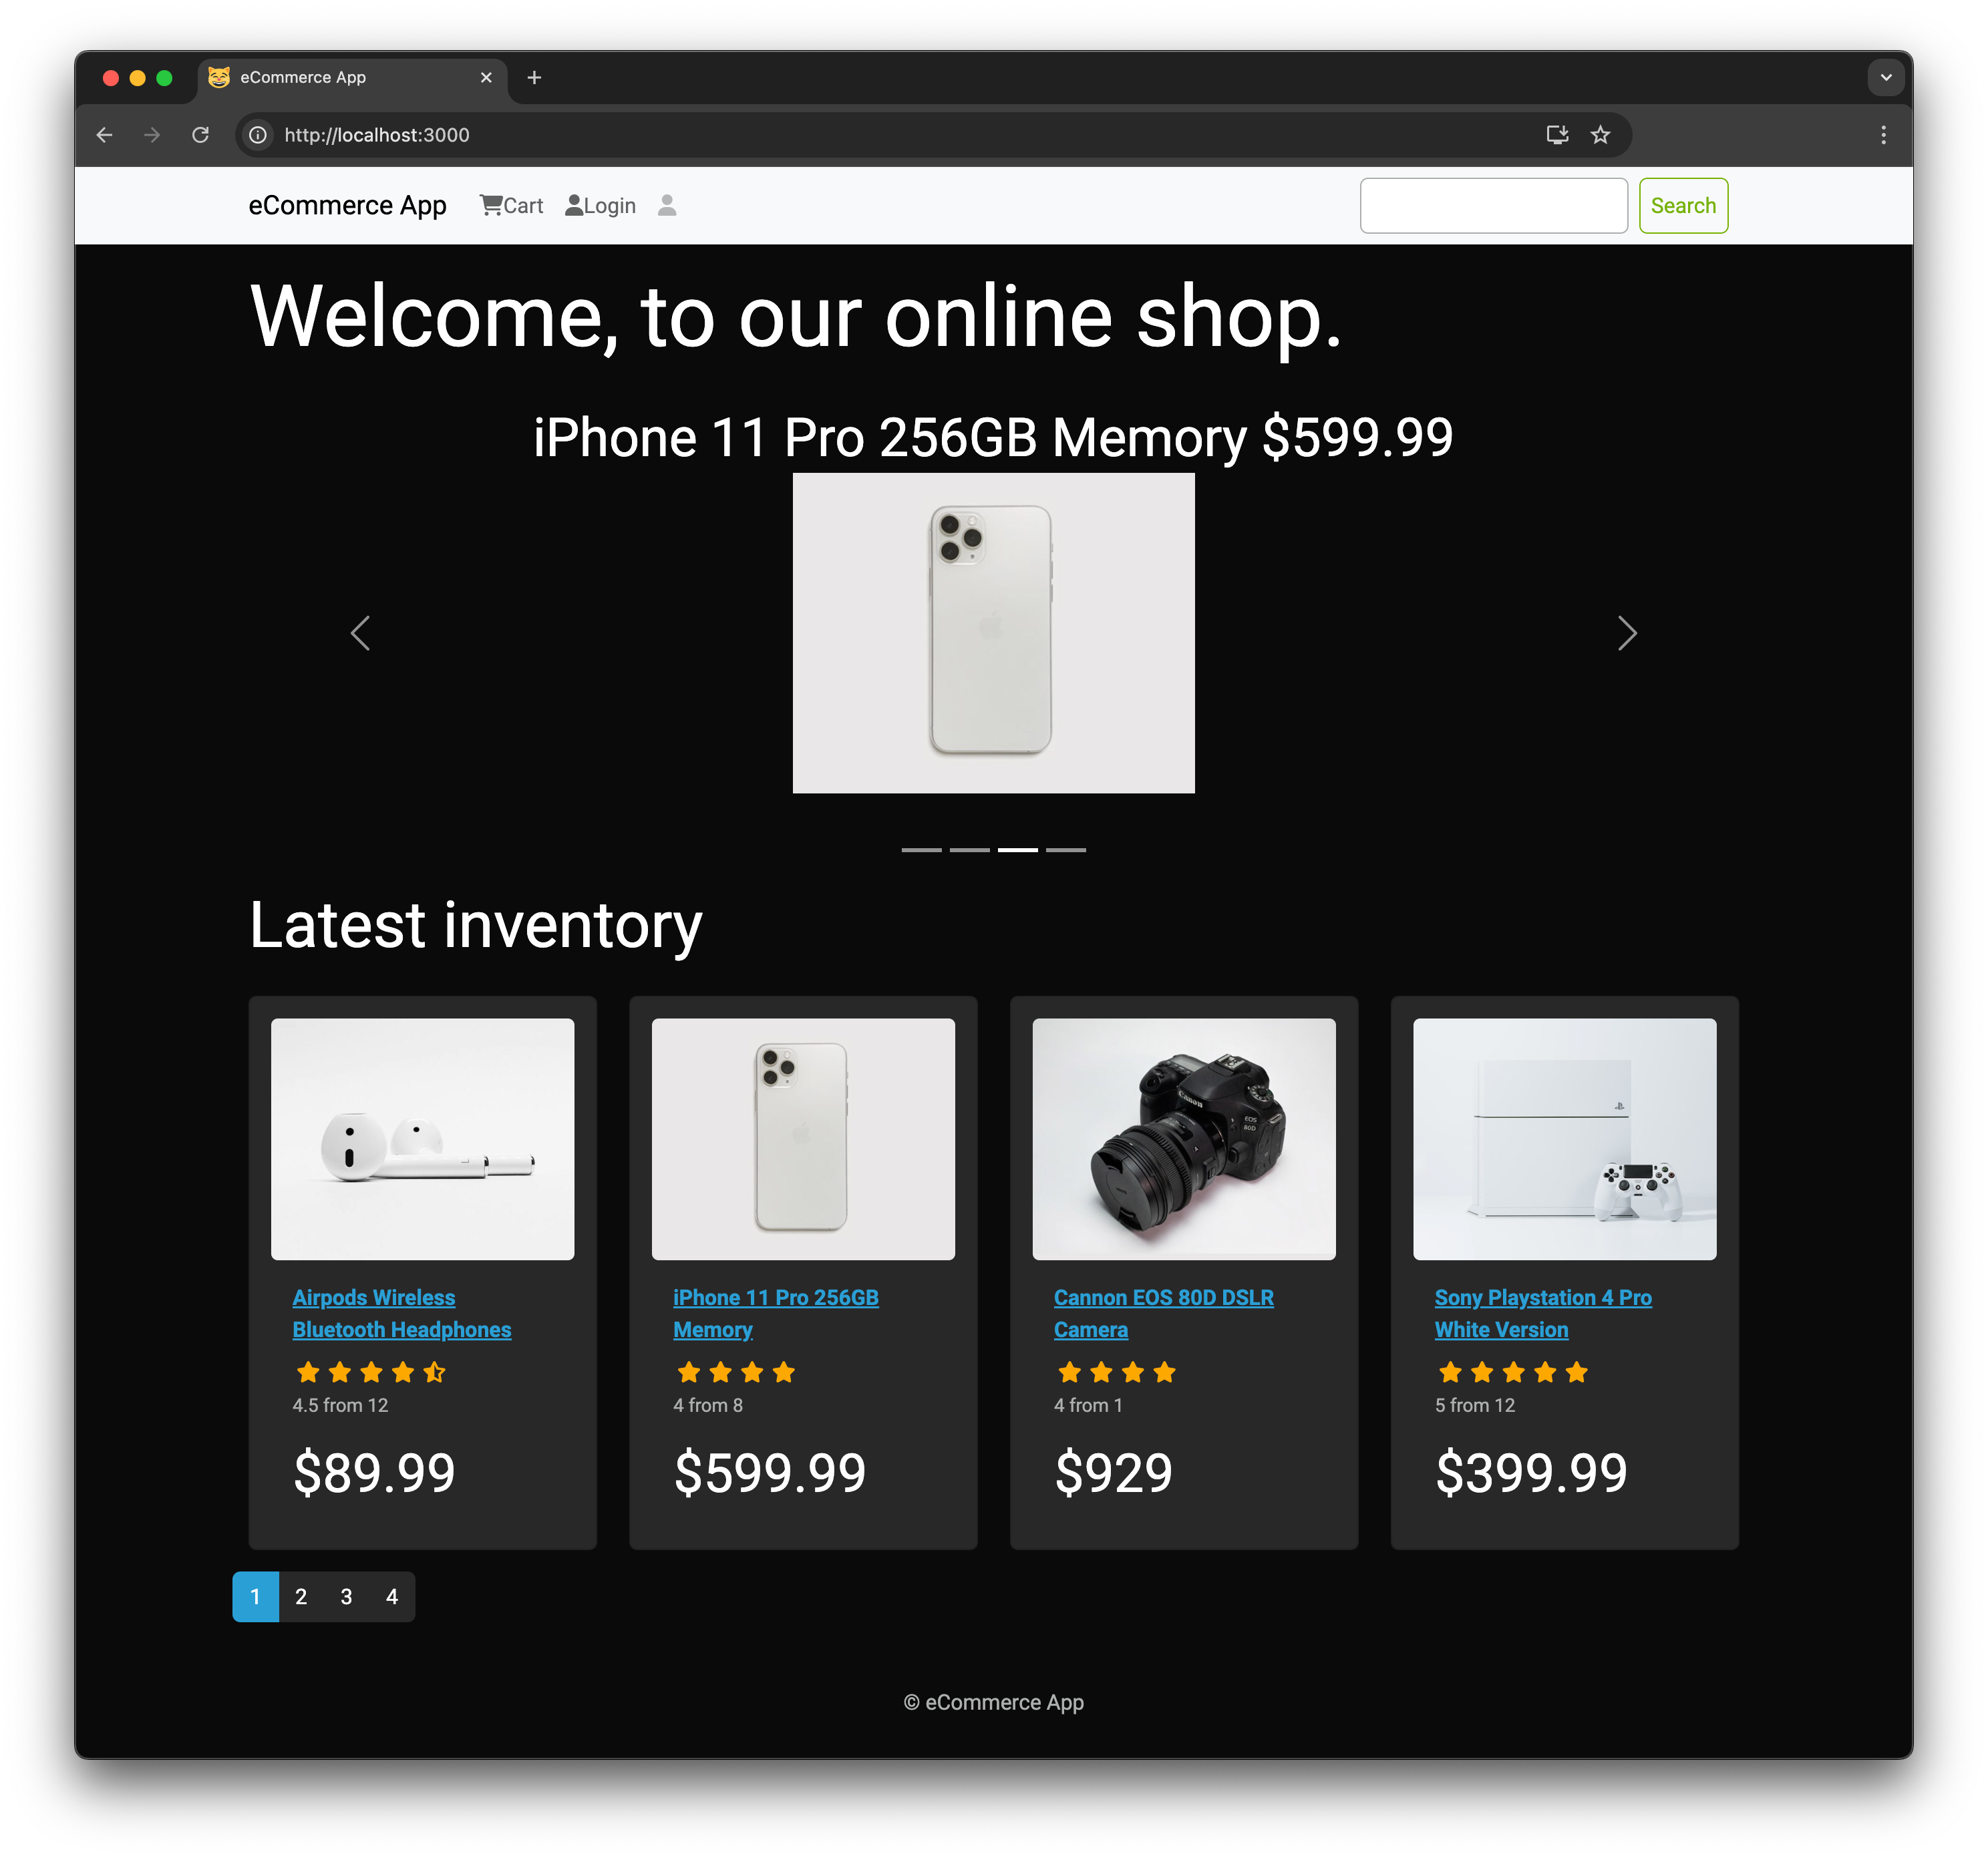 eCommerce App
http://localhost:3000
eCommerce App Cart Login Search
Welcome, to our online shop.
iPhone 11 Pro 256GB Memory $599.99
Latest inventory
Canon
EOS
80D
Airpods Wireless
Bluetooth Headphones
4.5 from 12
$89.99
iPhone 11 Pro 256GB
Memory
4 from 8
$599.99
Cannon EOS 80D DSLR
Camera
4 from 1
$929
Sony Playstation 4 Pro
White Version
5 from 12
$399.99
1 2 3 4
© eCommerce App